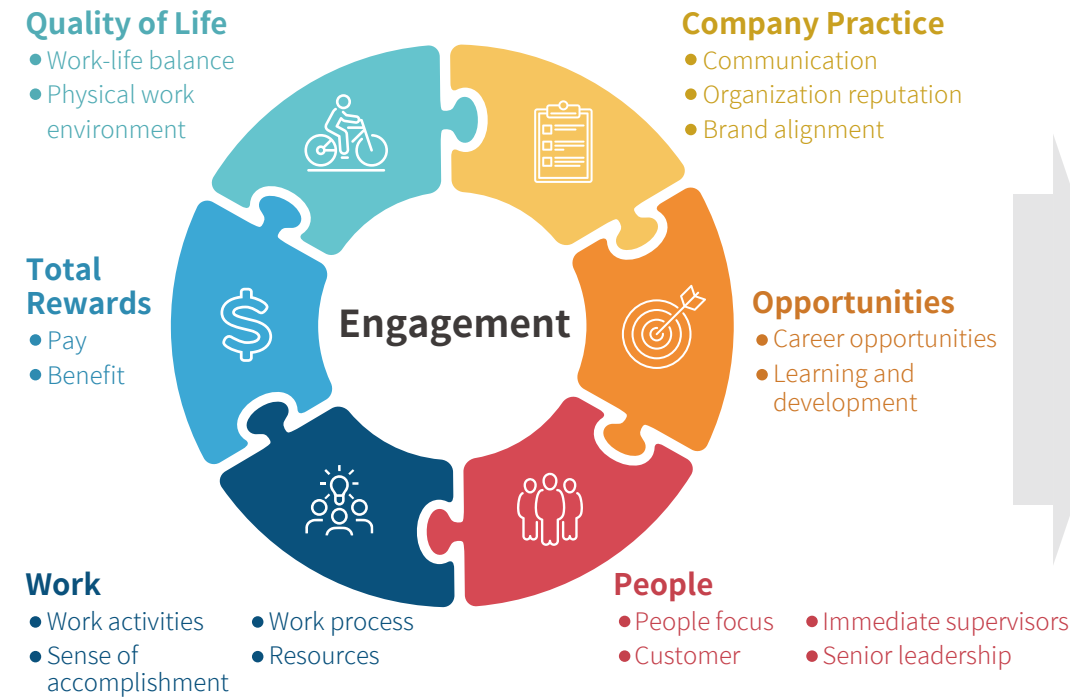 Quality of Life
Work-life balance
Physical work
environment
Company Practice
Communication
Organization reputation
Brand alignment
Total
Rewards
Pay
Benefit
Engagement
Opportunities
Career opportunities
Learning and
development
Work
Work activities
Sense of
accomplishment
Work process
Resources
People
People focus
Customer
Immediate supervisors
Senior leadership